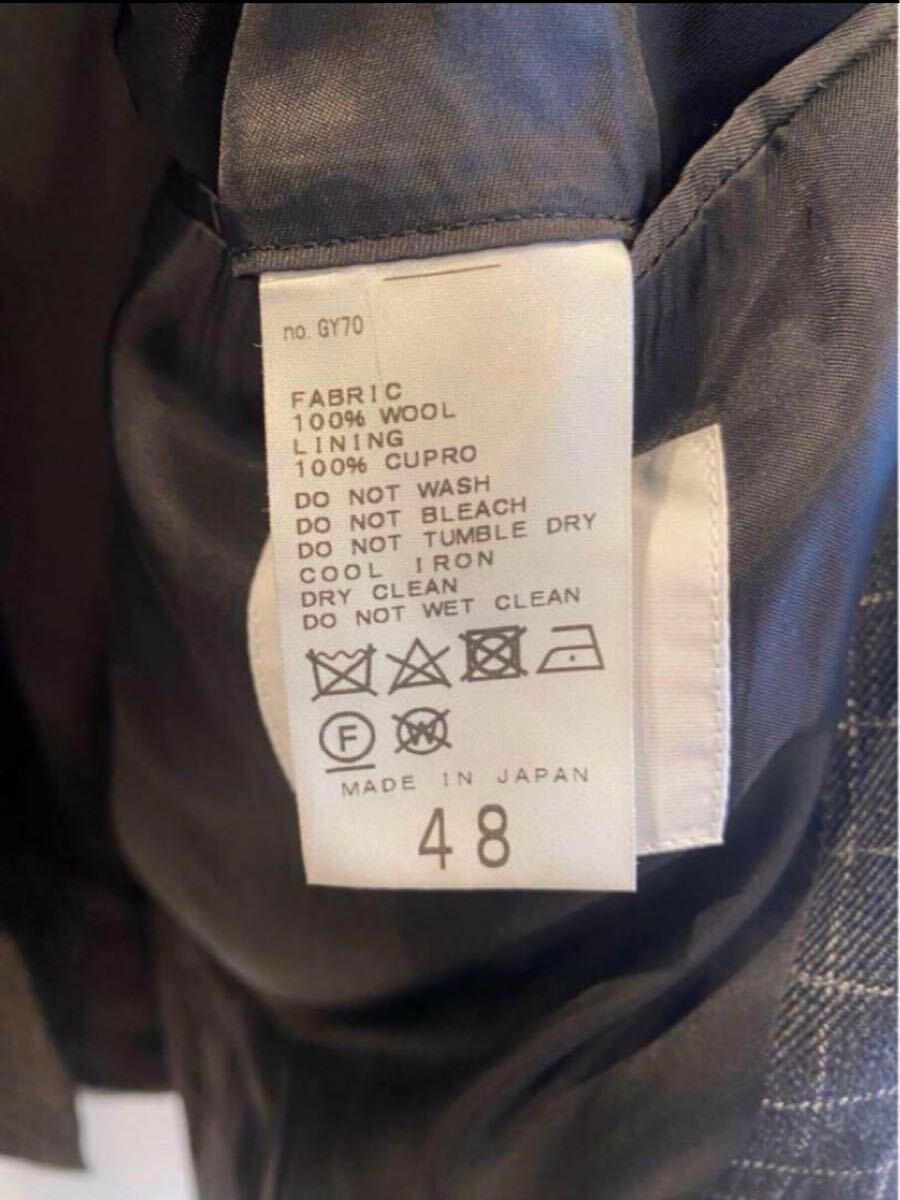 no. GY70
FABRIC
100% WOOL
LINING
100% CUPRO
DO NOT WASH
DO NOT BLEACH
DO NOT TUMBLE DRY
COOL IRON
DRY CLEAN
DO NOT WET CLEAN
F W
MADE IN JAPAN
48